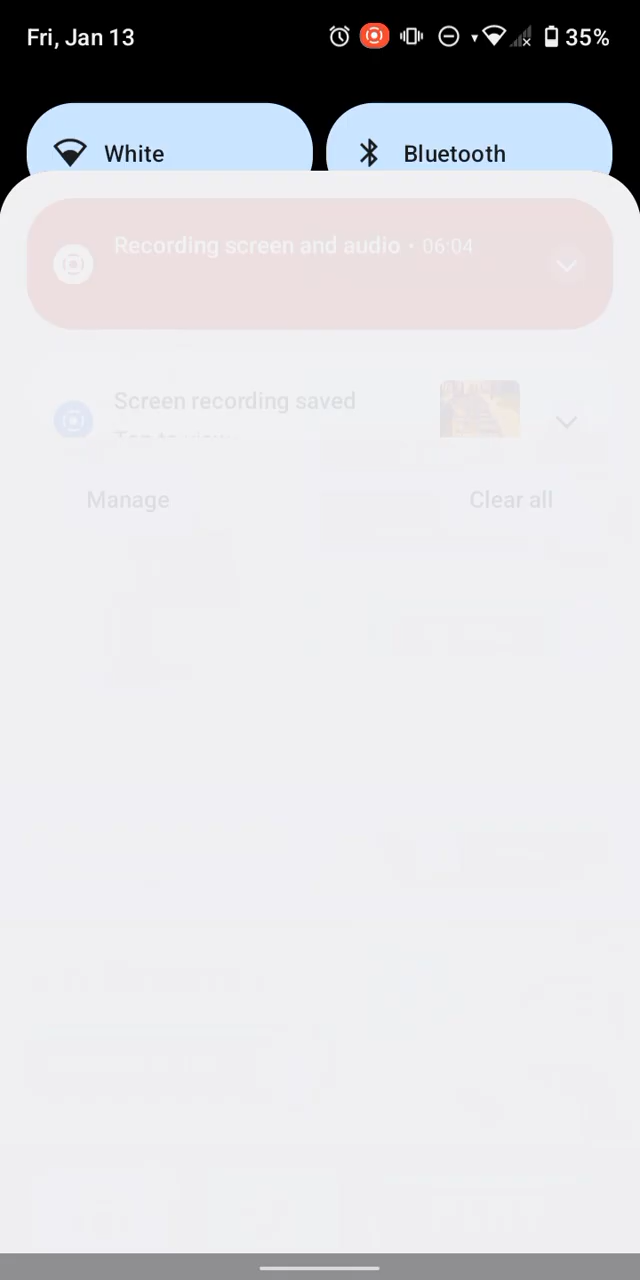 Fri, Jan 13
35%
White
Bluetooth
Recording screen and audio • 06:04
Screen recording saved
Manage
Clear all